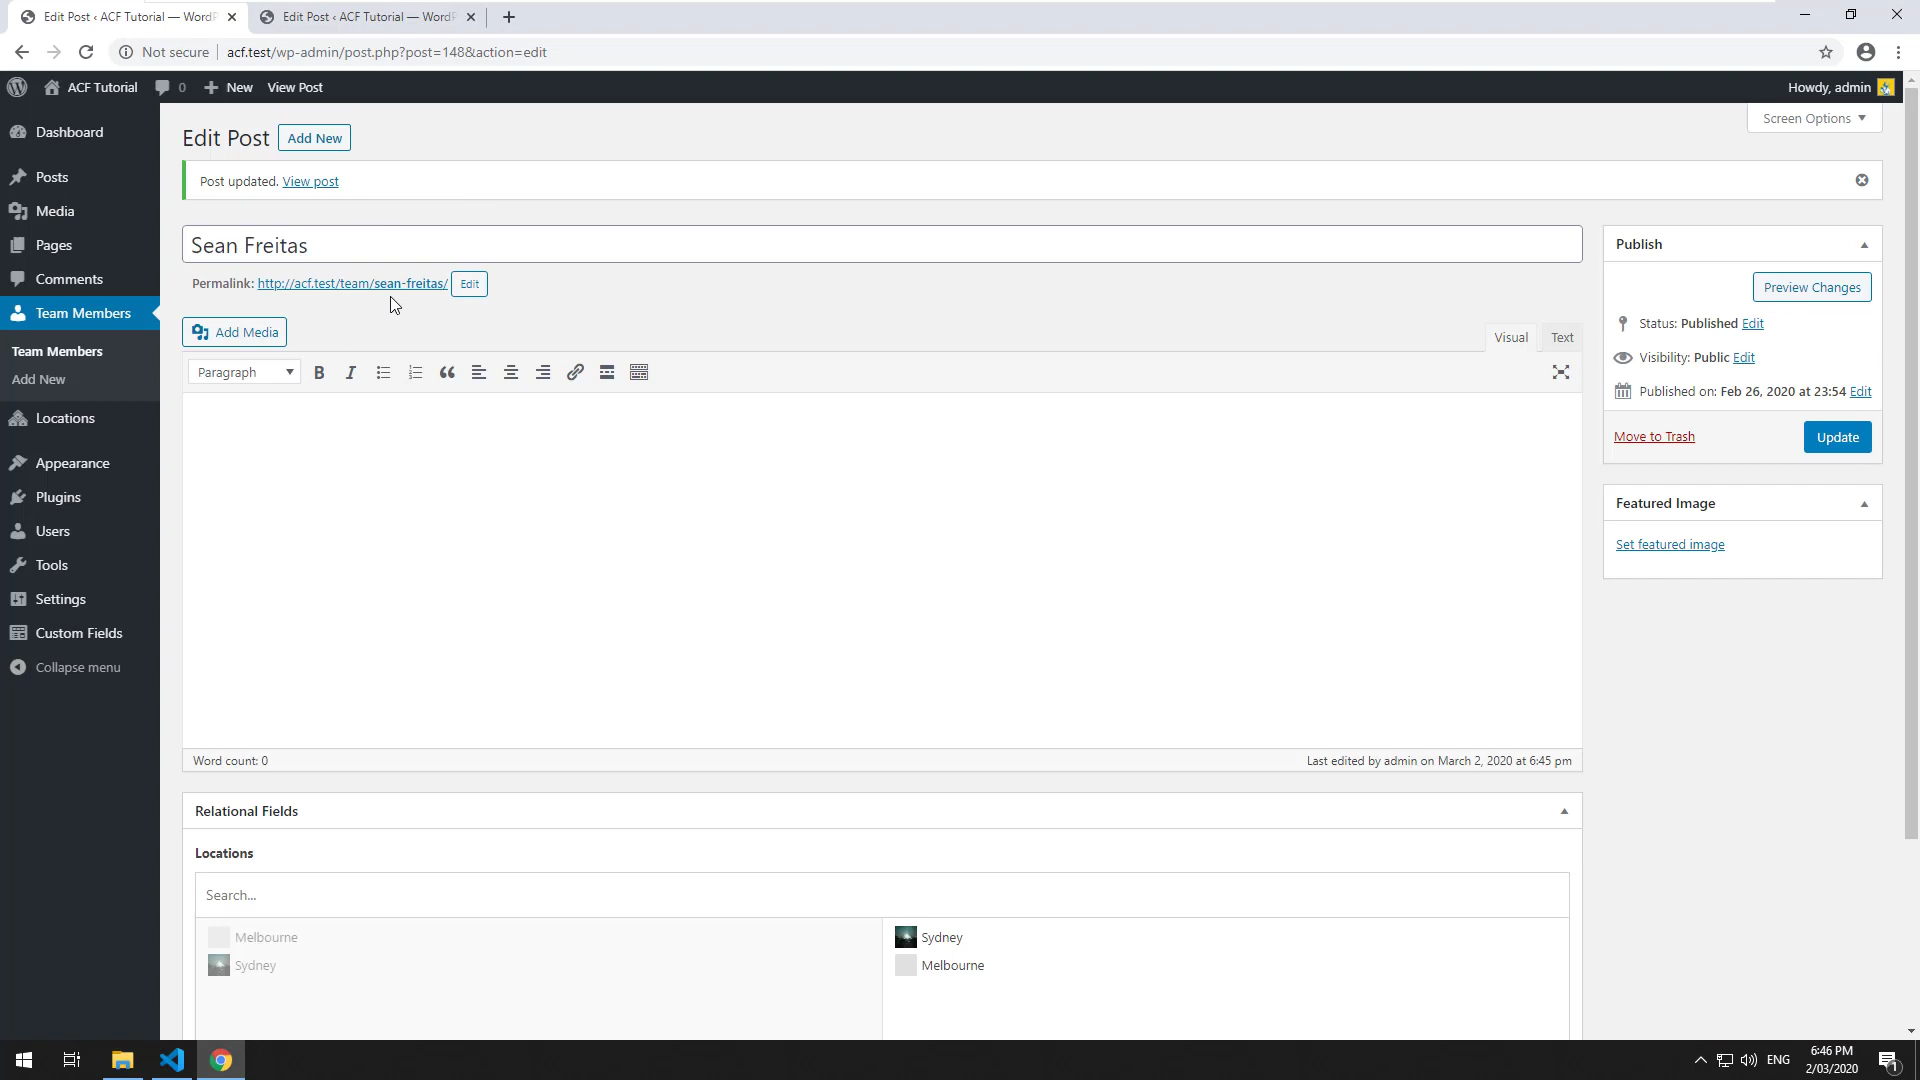 Edit Post ‹ ACF Tutorial — WordP
Edit Post ‹ ACF Tutorial — WordP
Not secure
acf.test/wp-admin/post.php?post=148&action=edit
ACF Tutorial
0
New
View Post
Howdy, admin
Dashboard
Posts
Media
Pages
Comments
Team Members
Team Members
Add New
Locations
Appearance
Plugins
Users
Tools
Settings
Custom Fields
Collapse menu
Screen Options
Edit Post
Add New
Post updated. View post
Sean Freitas
Permalink: http://acf.test/team/sean-freitas/
Edit
Add Media
Visual
Text
Paragraph
B
I
Word count: 0
Last edited by admin on March 2, 2020 at 6:45 pm
Relational Fields
Locations
Search...
Melbourne
Sydney
Sydney
Melbourne
Publish
Preview Changes
Status: Published Edit
Visibility: Public Edit
Published on: Feb 26, 2020 at 23:54 Edit
Move to Trash
Update
Featured Image
Set featured image
ENG
6:46 PM
2/03/2020
1